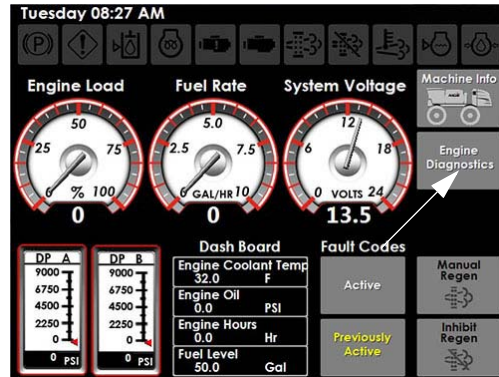 Tuesday 08:27 AM
(P)
Engine Load
Fuel Rate
System Voltage
Machine Info
50
25
75
0
%
100
0
5.0
2.5
7.5
0
GAL/HR
10
0
12
6
18
0
VOLTS
24
13.5
Engine
Diagnostics
DP A
9000
6750
4500
2250
0
0 PSI
DP B
9000
6750
4500
2250
0
0 PSI
Dash Board
Engine Coolant Temp
32.0 F
Engine Oil
0.0 PSI
Engine Hours
0.0 Hr
Fuel Level
50.0 Gal
Fault Codes
Active
Previously
Active
Manual
Regen
Inhibit
Regen